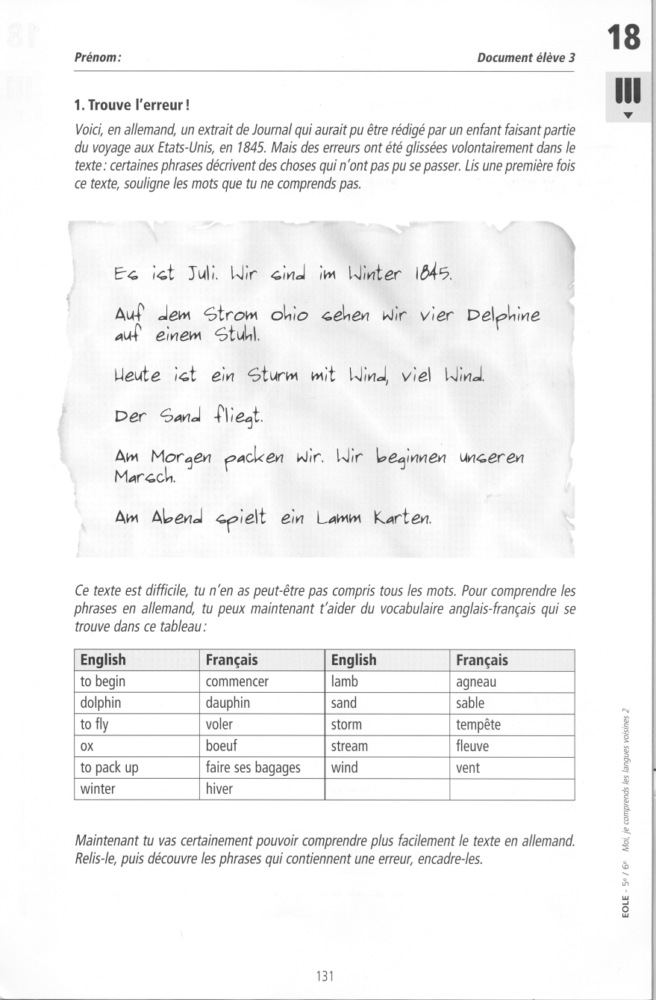 18
Prénom:
Document élève 3
III
1. Trouve l'erreur !
Voici, en allemand, un extrait de Journal qui aurait pu être rédigé par un enfant faisant partie
du voyage aux Etats-Unis, en 1845. Mais des erreurs ont été glissées volontairement dans le
texte : certaines phrases décrivent des choses qui n'ont pas pu se passer. Lis une première fois
ce texte, souligne les mots que tu ne comprends pas.
Es ist Juli. Wir sind im Winter 1845.
Auf dem Strom ohio sehen wir vier Delphine
auf einem Stuhl.
Heute ist ein Sturm mit Wind, viel Wind.
Der Sand fliegt.
Am Morgen packen wir. Wir beginnen unseren
Marsch.
Am Abend spielt ein Lamm Karten.
Ce texte est difficile, tu n'en as peut-être pas compris tous les mots. Pour comprendre les
phrases en allemand, tu peux maintenant t'aider du vocabulaire anglais-français qui se
trouve dans ce tableau :
English Français English Français
to begin commencer lamb agneau
dolphin dauphin sand sable
to fly voler storm tempête
ox boeuf stream fleuve
to pack up faire ses bagages wind vent
winter hiver
Maintenant tu vas certainement pouvoir comprendre plus facilement le texte en allemand.
Relis-le, puis découvre les phrases qui contiennent une erreur, encadre-les.
EOLE - 5e / 6e Moi, je comprends les langues voisines 2
131